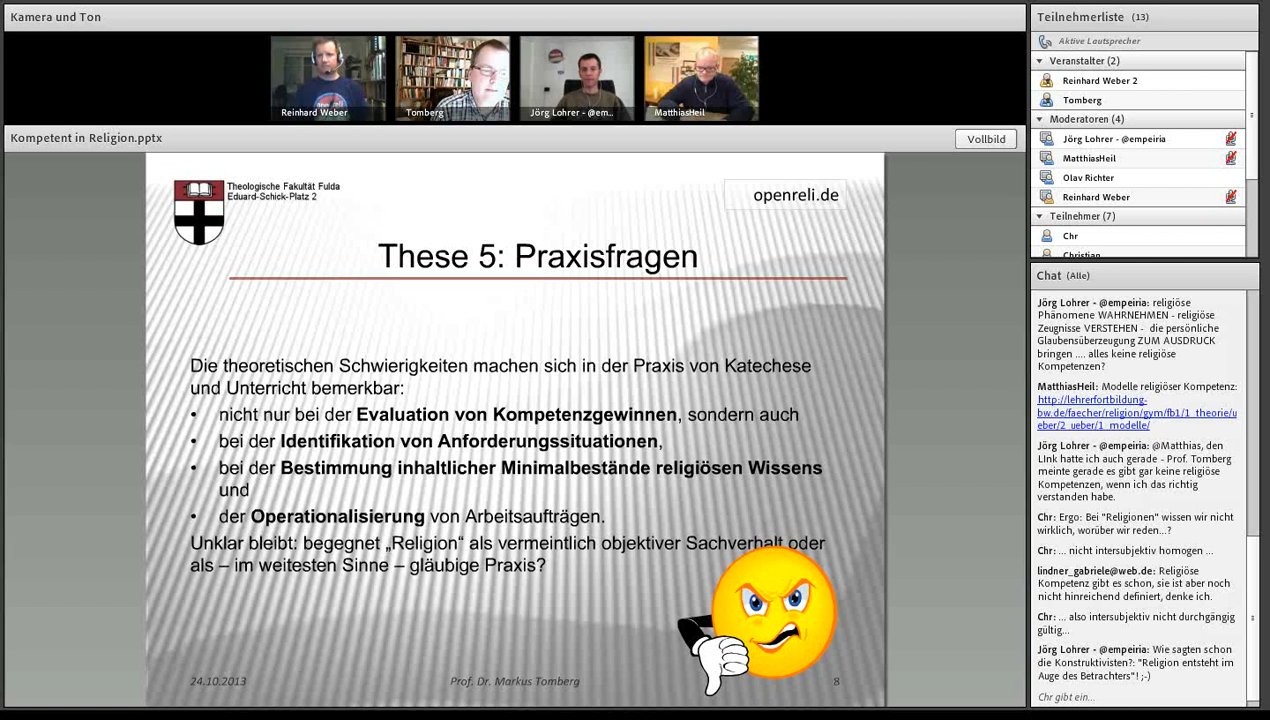 Kamera und Ton
Reinhard Weber
Tomberg
Jörg Lohrer - @em...
MatthiasHeil
Kompetent in Religion.pptx
Vollbild
Theologische Fakultät Fulda
Eduard-Schick-Platz 2
openreli.de
These 5: Praxisfragen
Die theoretischen Schwierigkeiten machen sich in der Praxis von Katechese
und Unterricht bemerkbar:
• nicht nur bei der Evaluation von Kompetenzgewinnen, sondern auch
• bei der Identifikation von Anforderungssituationen,
• bei der Bestimmung inhaltlicher Minimalbestände religiösen Wissens
und
• der Operationalisierung von Arbeitsaufträgen.
Unklar bleibt: begegnet „Religion“ als vermeintlich objektiver Sachverhalt oder
als – im weitesten Sinne – gläubige Praxis?
24.10.2013
Prof. Dr. Markus Tomberg
8
Teilnehmerliste (13)
Aktive Lautsprecher
Veranstalter (2)
Reinhard Weber 2
Tomberg
Moderatoren (4)
Jörg Lohrer - @empeiria
MatthiasHeil
Olav Richter
Reinhard Weber
Teilnehmer (7)
Chr
Christian
Chat (Alle)
Jörg Lohrer - @empeiria: religiöse
Phänomene WAHRNEHMEN - religiöse
Zeugnisse VERSTEHEN - die persönliche
Glaubensüberzeugung ZUM AUSDRUCK
bringen .... alles keine religiöse
Kompetenzen?
MatthiasHeil: Modelle religiöser Kompetenz:
http://lehrerfortbildung-
bw.de/faecher/religion/gym/fb1/1_theorie/u
eber/2_ueber/1_modelle/
Jörg Lohrer - @empeiria: @Matthias, den
LInk hatte ich auch gerade - Prof. Tomberg
meinte gerade es gibt gar keine religiöse
Kompetenzen, wenn ich das richtig
verstanden habe.
Chr: Ergo: Bei "Religionen" wissen wir nicht
wirklich, worüber wir reden...?
Chr: ... nicht intersubjektiv homogen ...
lindner_gabriele@web.de: Religiöse
Kompetenz gibt es schon, sie ist aber noch
nicht hinreichend definiert, denke ich.
Chr: ... also intersubjektiv nicht durchgängig
gültig...
Jörg Lohrer - @empeiria: Wie sagten schon
die Konstruktivisten?: "Religion entsteht im
Auge des Betrachters"! ;-)
Chr gibt ein...